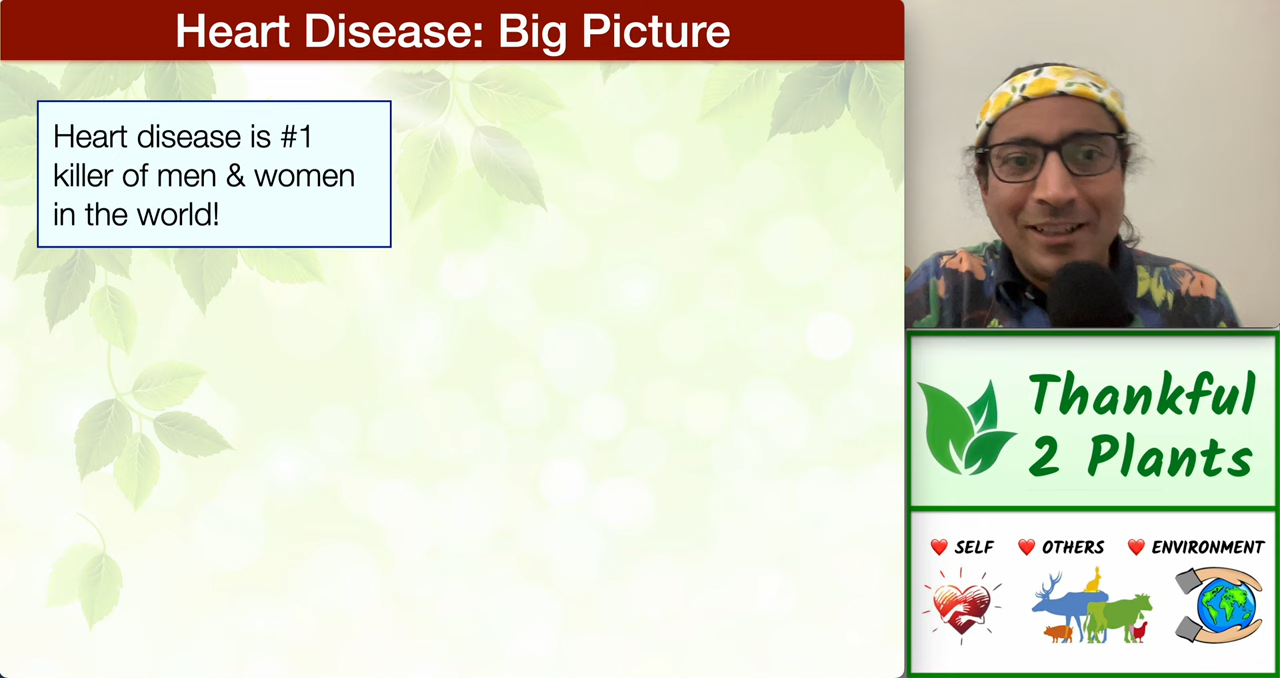 Heart Disease: Big Picture
Heart disease is #1
killer of men & women
in the world!
Thankful
2 Plants
SELF
OTHERS
ENVIRONMENT